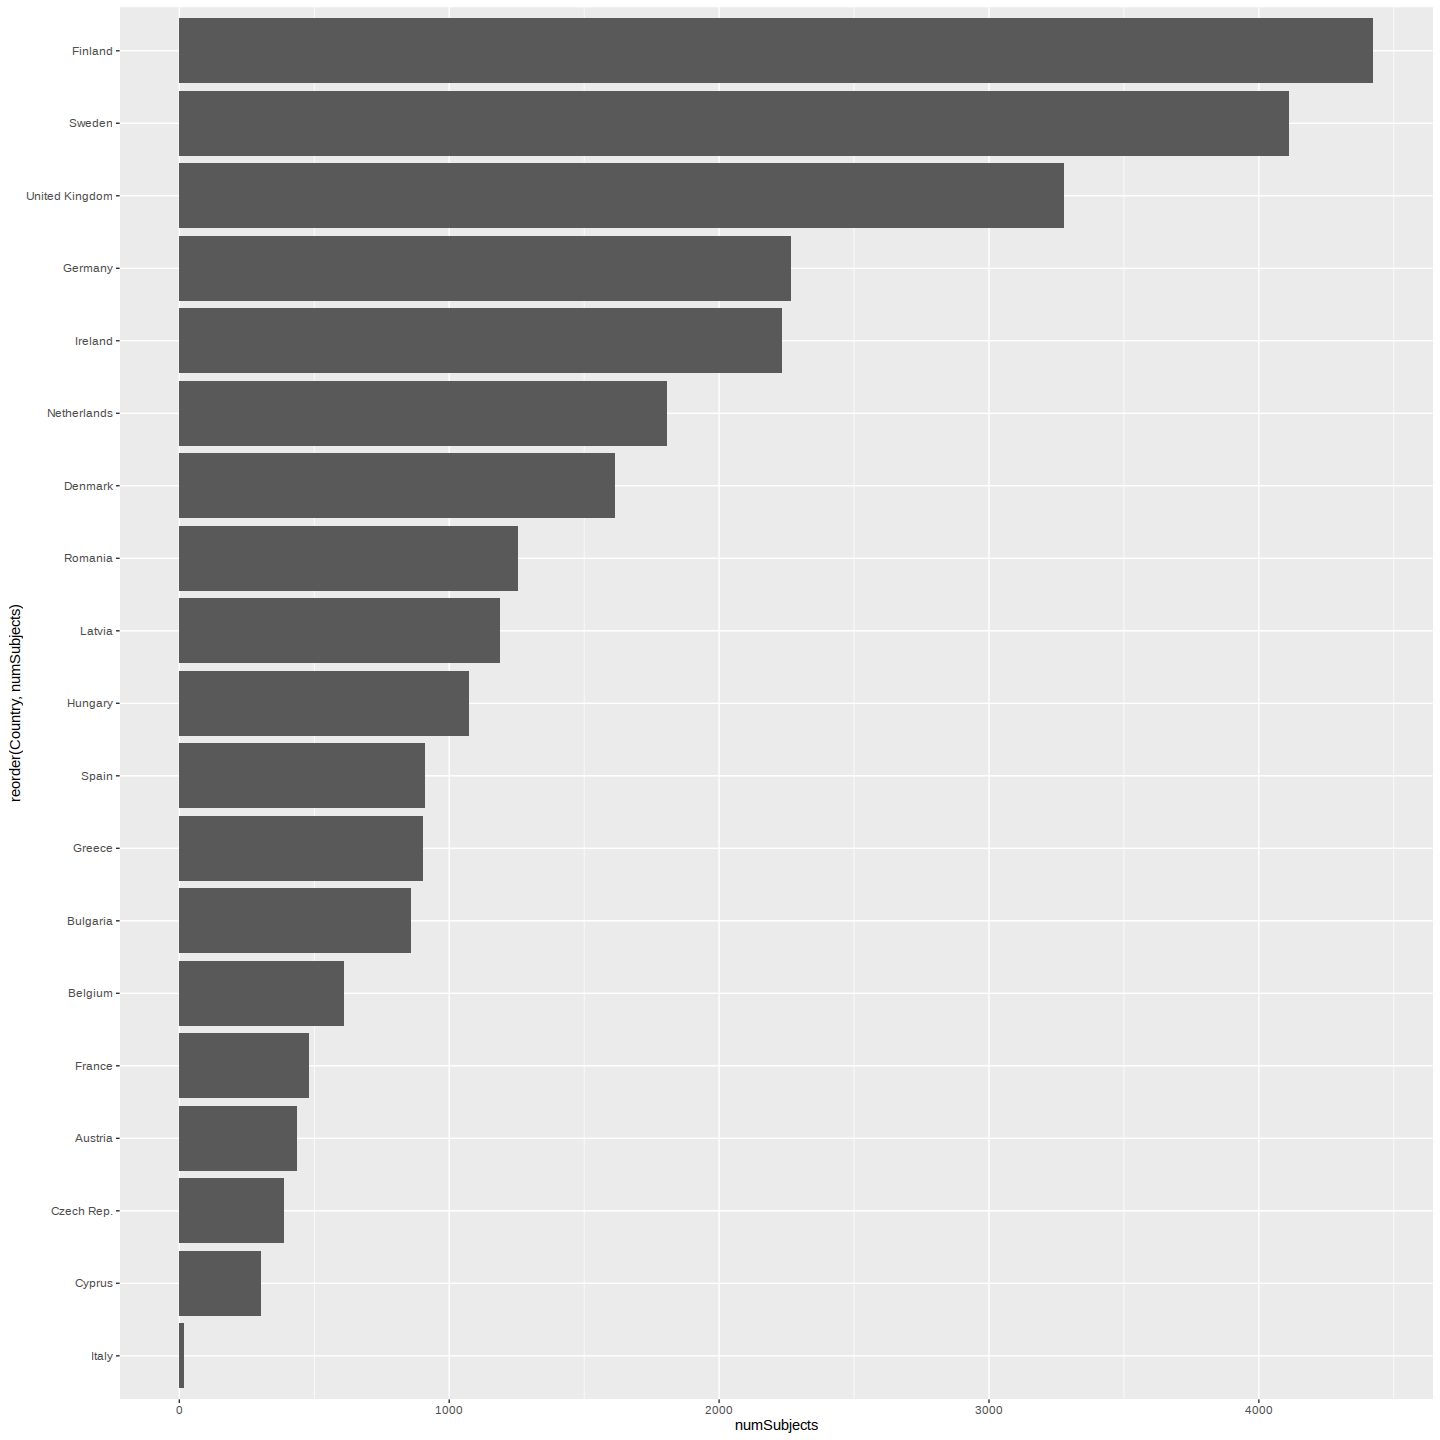 Finland
Sweden
United Kingdom
Germany
Ireland
Netherlands
Denmark
Romania
Latvia
Hungary
Spain
Greece
Bulgaria
Belgium
France
Austria
Czech Rep.
Cyprus
Italy
reorder(Country, numSubjects)
0 1000 2000 3000 4000
numSubjects